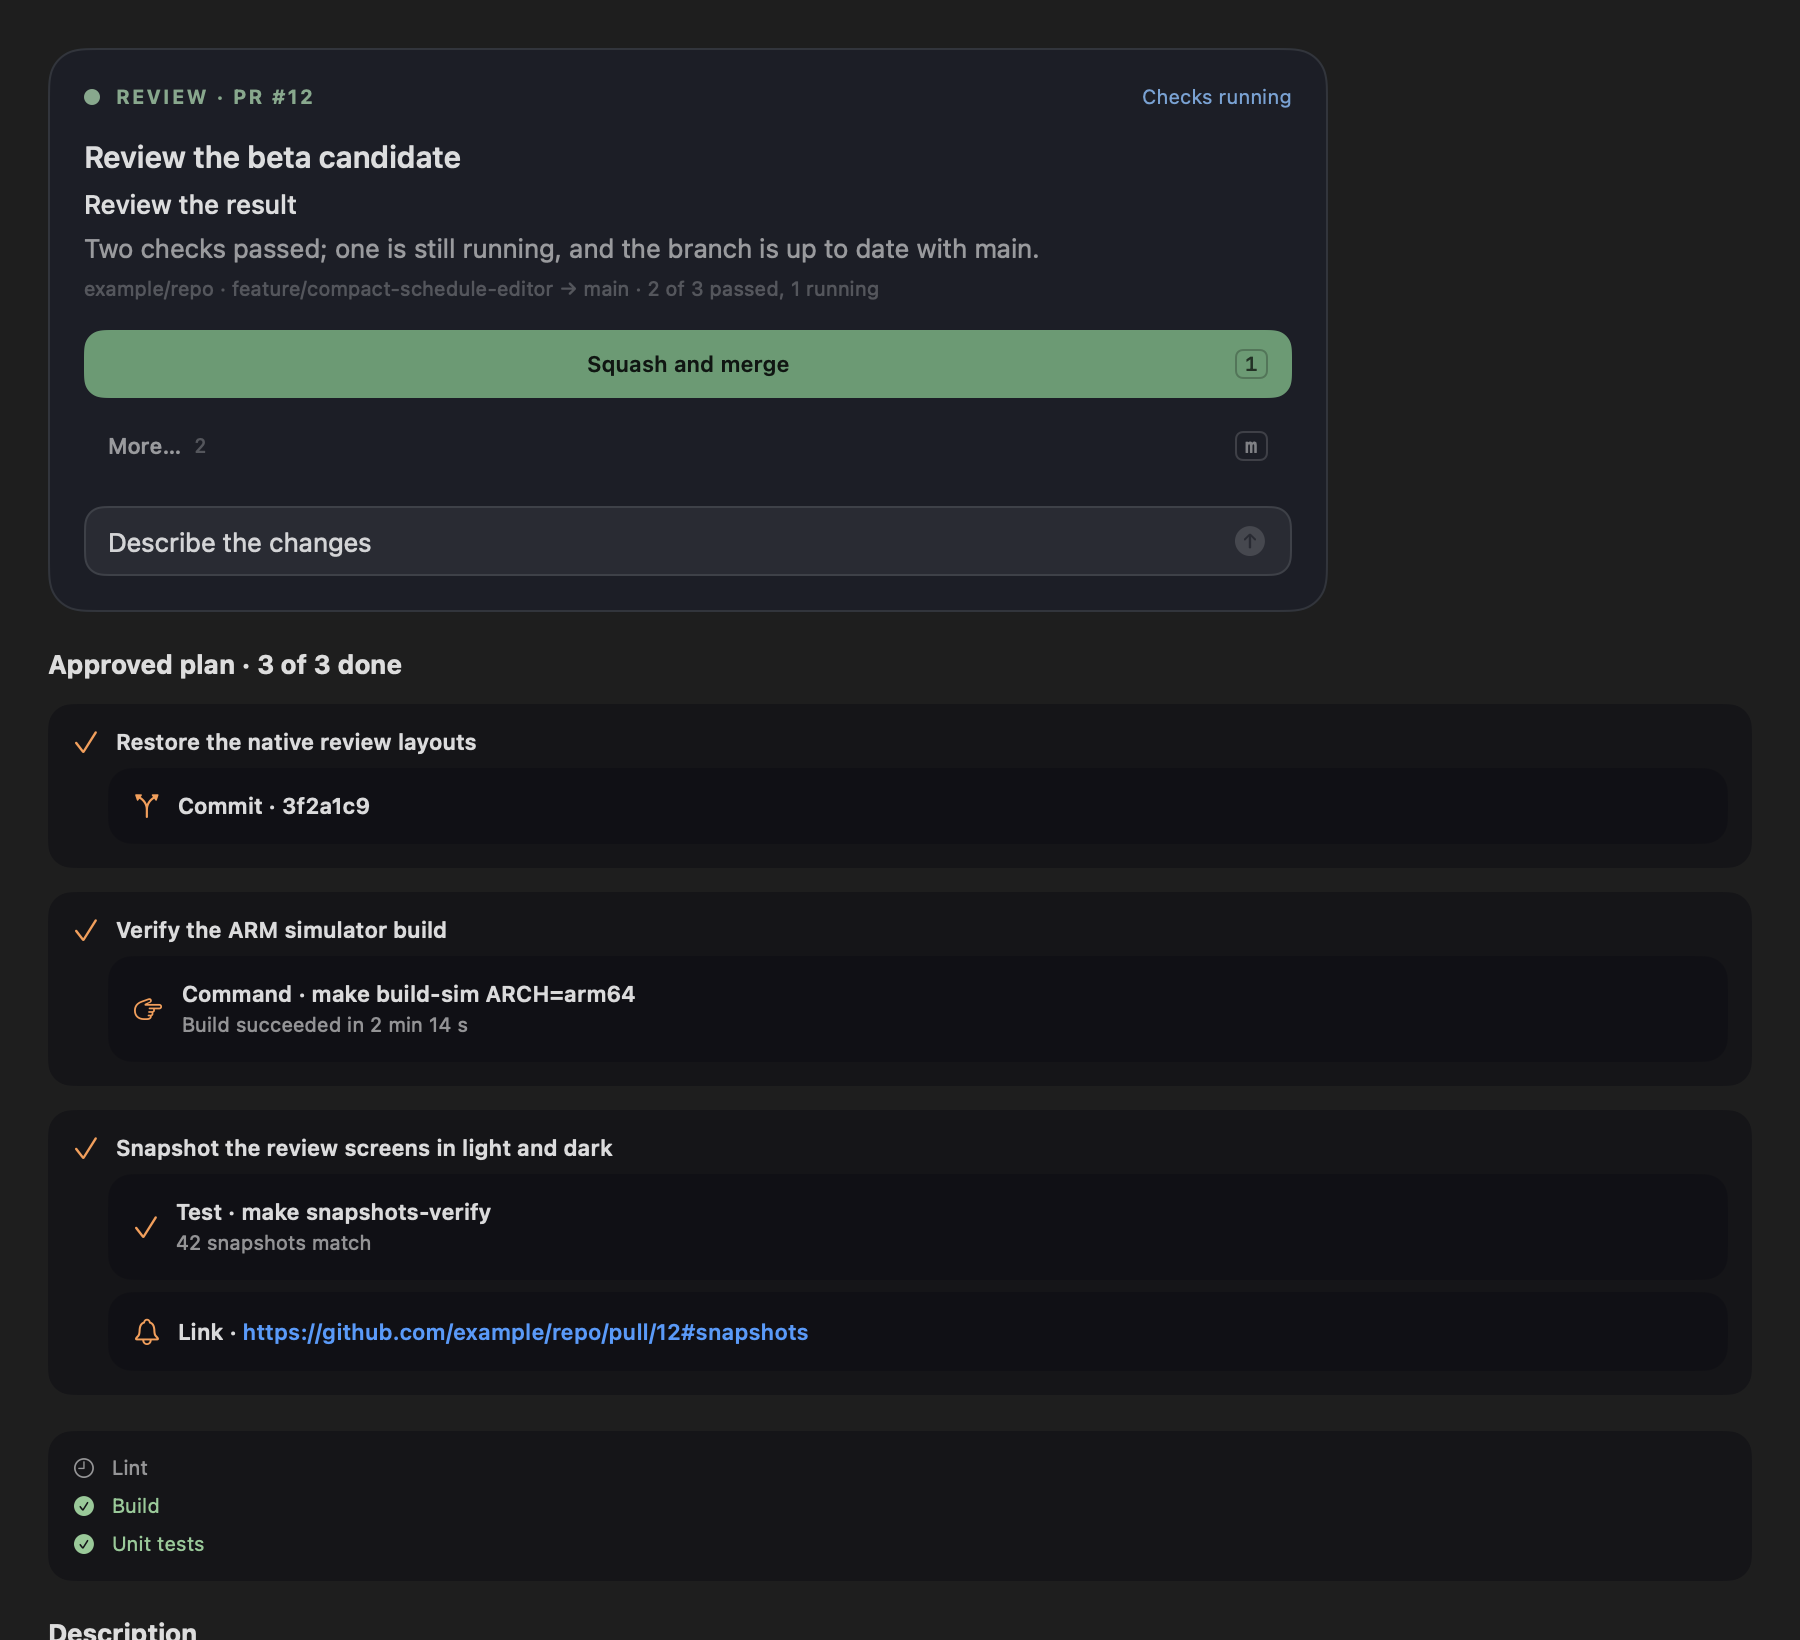 REVIEW · PR #12
Checks running
Review the beta candidate
Review the result
Two checks passed; one is still running, and the branch is up to date with main.
example/repo · feature/compact-schedule-editor → main · 2 of 3 passed, 1 running
Squash and merge 1
More... 2 m
Describe the changes
Approved plan · 3 of 3 done
Restore the native review layouts
Commit · 3f2a1c9
Verify the ARM simulator build
Command · make build-sim ARCH=arm64
Build succeeded in 2 min 14 s
Snapshot the review screens in light and dark
Test · make snapshots-verify
42 snapshots match
Link · https://github.com/example/repo/pull/12#snapshots
Lint
Build
Unit tests
Description